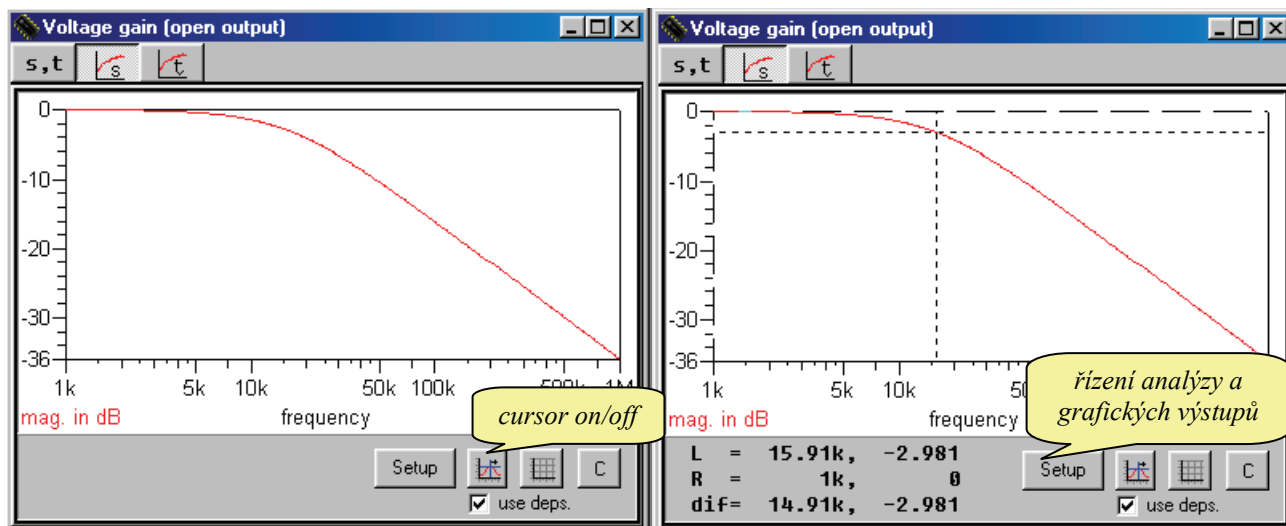 Voltage gain (open output)
s,t s t
0
-10
-20
-30
-36
1k 5k 10k 50k 100k 1M
mag. in dB frequency
cursor on/off
Setup C
use deps.
Voltage gain (open output)
s,t s t
0
-10
-20
-30
-36
1k 5k 10k
mag. in dB frequency
řízení analýzy a
grafických výstupů
L = 15.91k, -2.981
R = 1k, 0
dif= 14.91k, -2.981
Setup C
use deps.